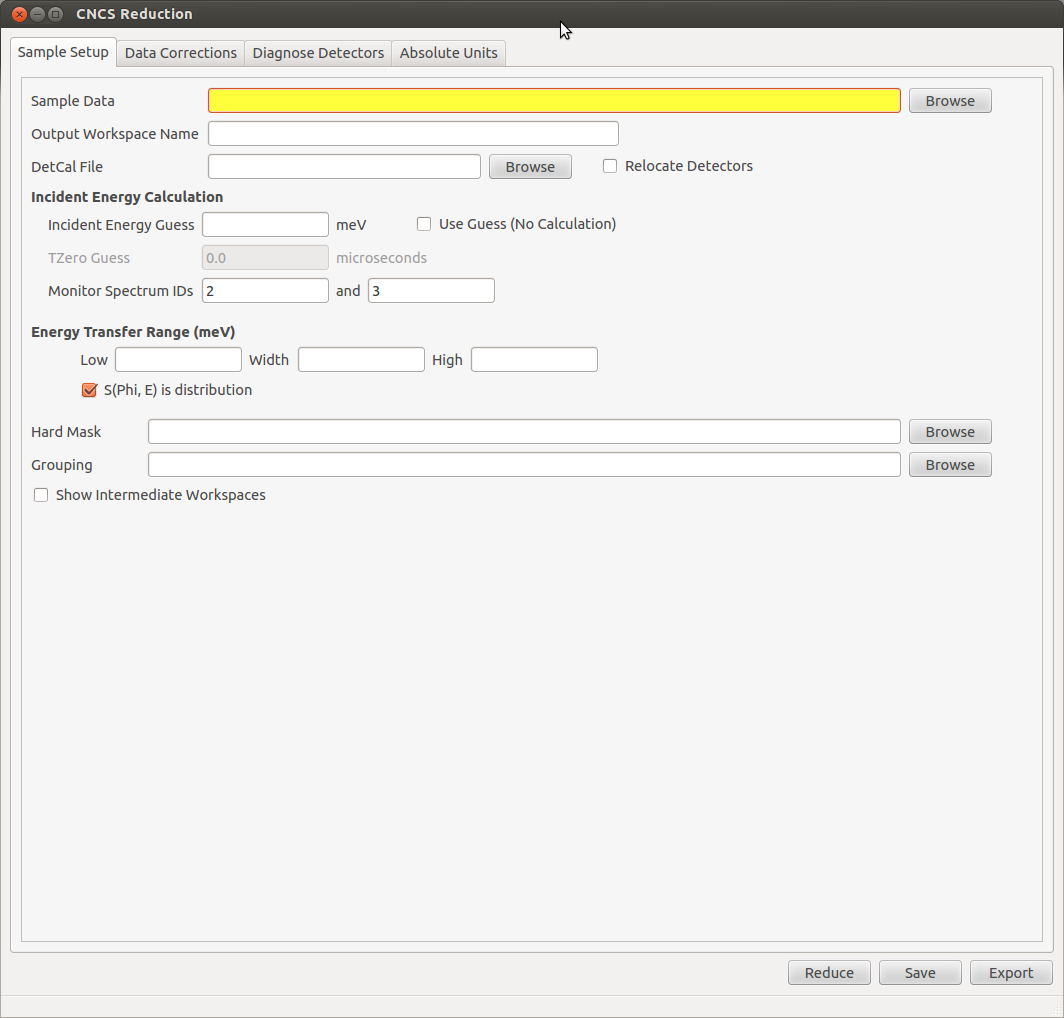 CNCS Reduction
Sample Setup Data Corrections Diagnose Detectors Absolute Units
Sample Data Browse
Output Workspace Name
DetCal File Browse Relocate Detectors
Incident Energy Calculation
Incident Energy Guess meV Use Guess (No Calculation)
TZero Guess 0.0 microseconds
Monitor Spectrum IDs 2 and 3
Energy Transfer Range (meV)
Low Width High
S(Phi, E) is distribution
Hard Mask Browse
Grouping Browse
Show Intermediate Workspaces
Reduce Save Export